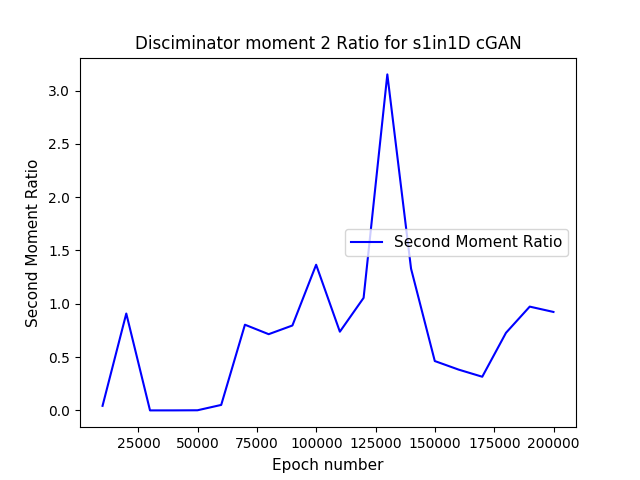 Disciminator moment 2 Ratio for s1in1D cGAN
3.0
2.5
2.0
1.5
1.0
0.5
0.0
Second Moment Ratio
Second Moment Ratio
25000 50000 75000 100000 125000 150000 175000 200000
Epoch number